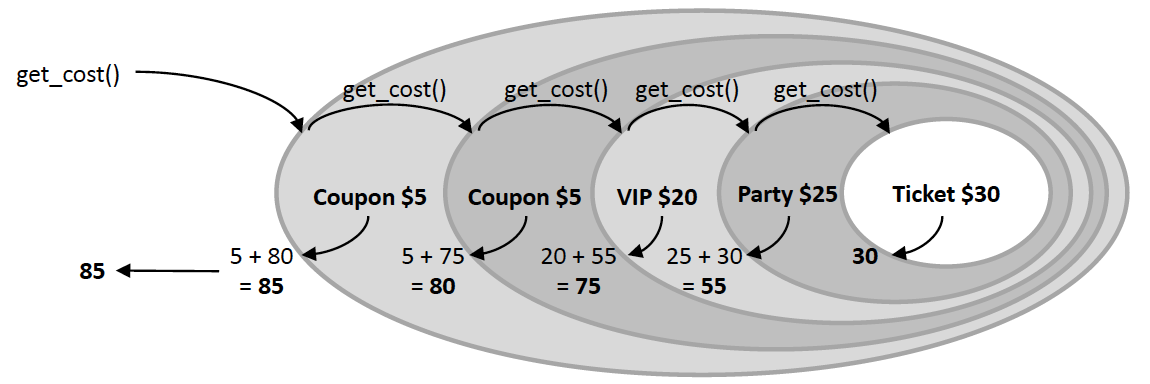 get_cost()
get_cost()
get_cost()
get_cost()
get_cost()
Coupon $5
Coupon $5
VIP $20
Party $25
Ticket $30
85
5 + 80
= 85
5 + 75
= 80
20 + 55
= 75
25 + 30
= 55
30